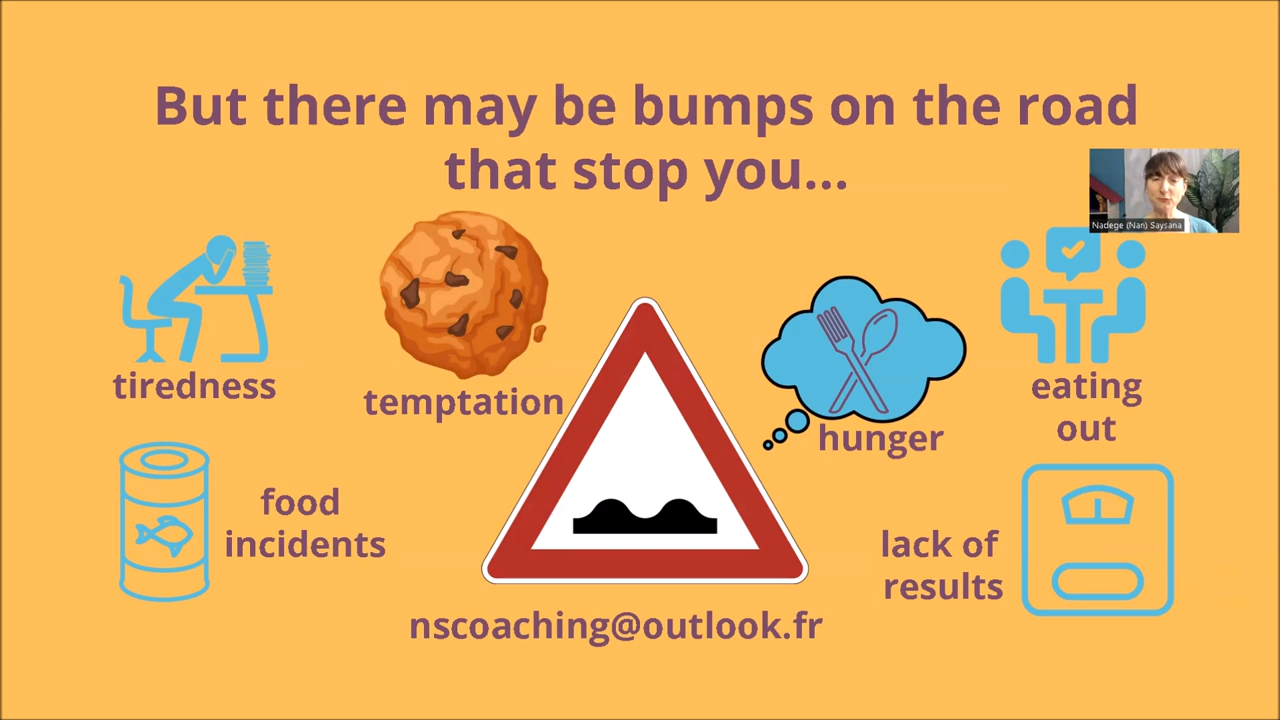 But there may be bumps on the road
that stop you...
Nadege (Nan) Saysana
tiredness
temptation
hunger
eating
out
food
incidents
lack of
results
nscoaching@outlook.fr